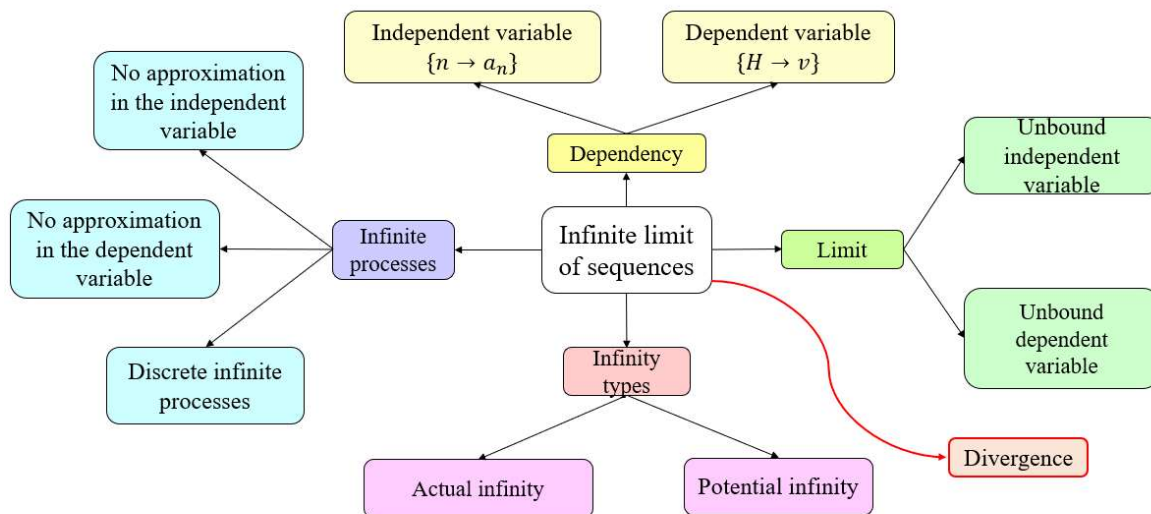 Independent variable
{n → aₙ}
Dependent variable
{H → v}
No approximation
in the independent
variable
Dependency
Unbound
independent
variable
No approximation
in the dependent
variable
Infinite
processes
Infinite limit
of sequences
Limit
Unbound
dependent
variable
Discrete infinite
processes
Infinity
types
Divergence
Actual infinity
Potential infinity